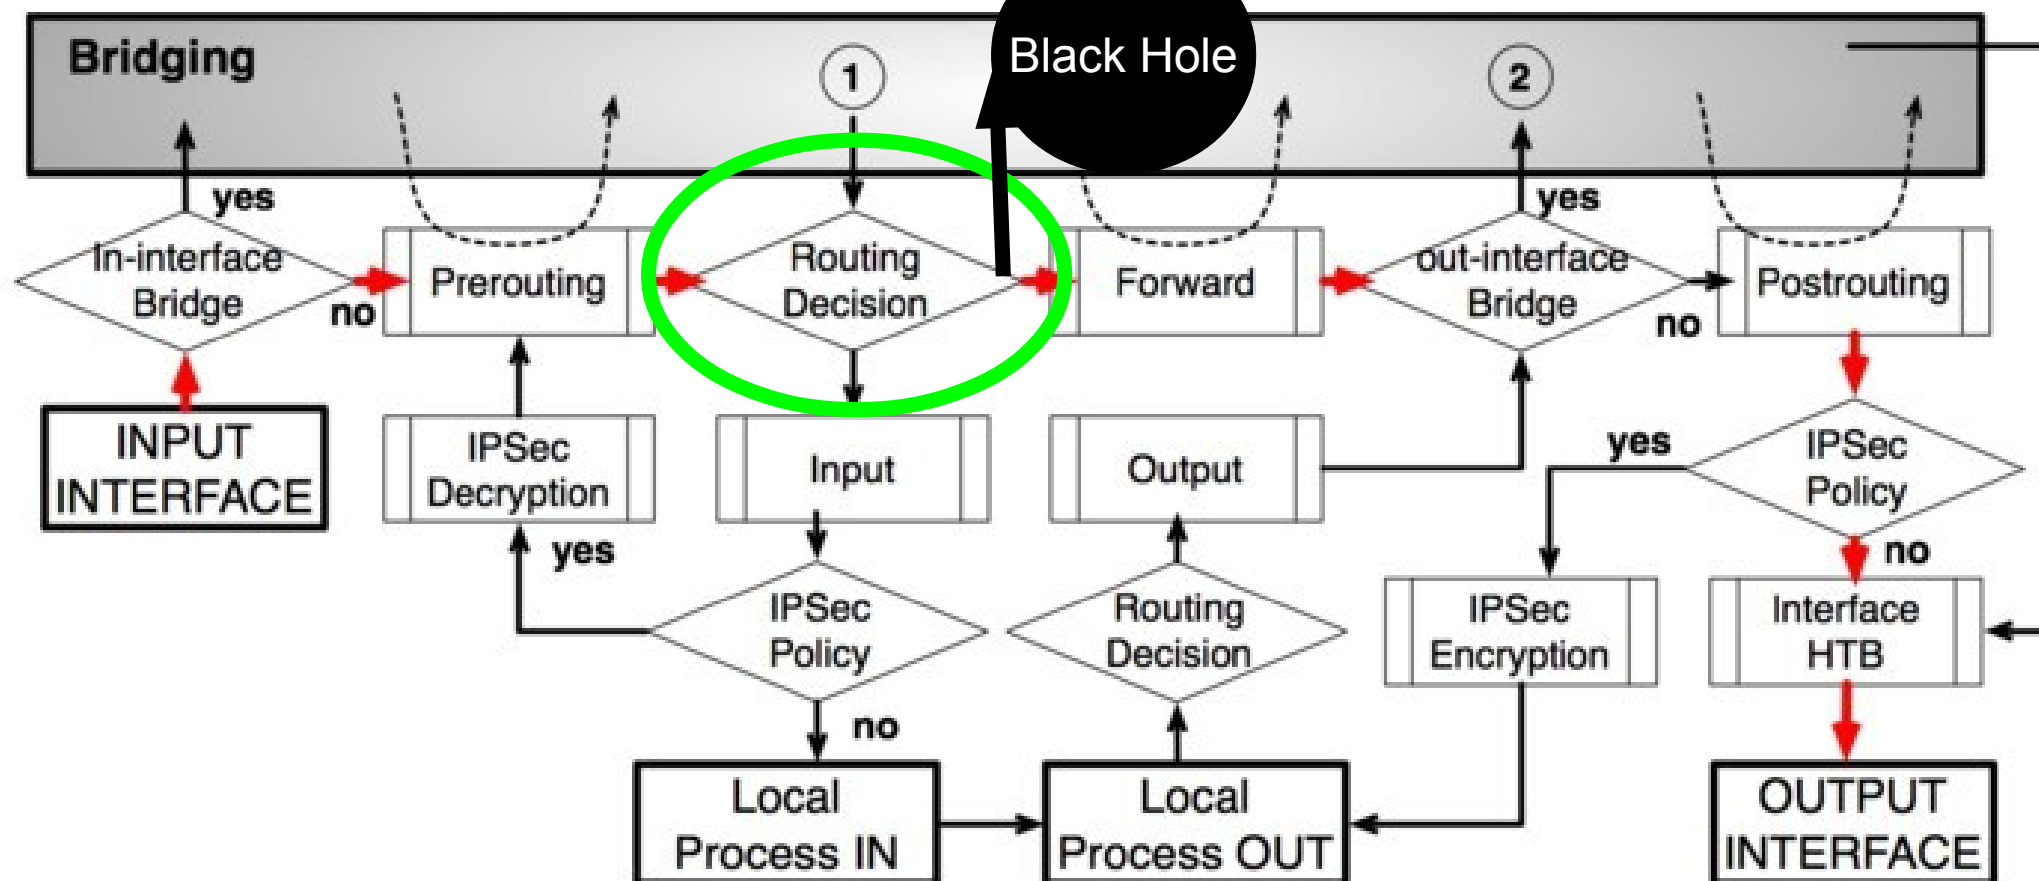 Bridging
1
Black Hole
2
yes
yes
In-interface
Bridge
no
Prerouting
Routing
Decision
Forward
out-interface
Bridge
no
Postrouting
INPUT
INTERFACE
IPSec
Decryption
yes
Input
Output
yes
IPSec
Policy
no
IPSec
Policy
no
Routing
Decision
IPSec
Encryption
Interface
HTB
Local
Process IN
Local
Process OUT
OUTPUT
INTERFACE